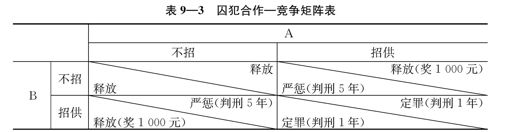 表 9—3 囚犯合作—竞争矩阵表
A
不招 招供
B
不招
释放
释放
释放(奖 1 000 元)
严惩(判刑 5 年)
招供
严惩(判刑 5 年)
释放(奖 1 000 元)
定罪(判刑 1 年)
定罪(判刑 1 年)